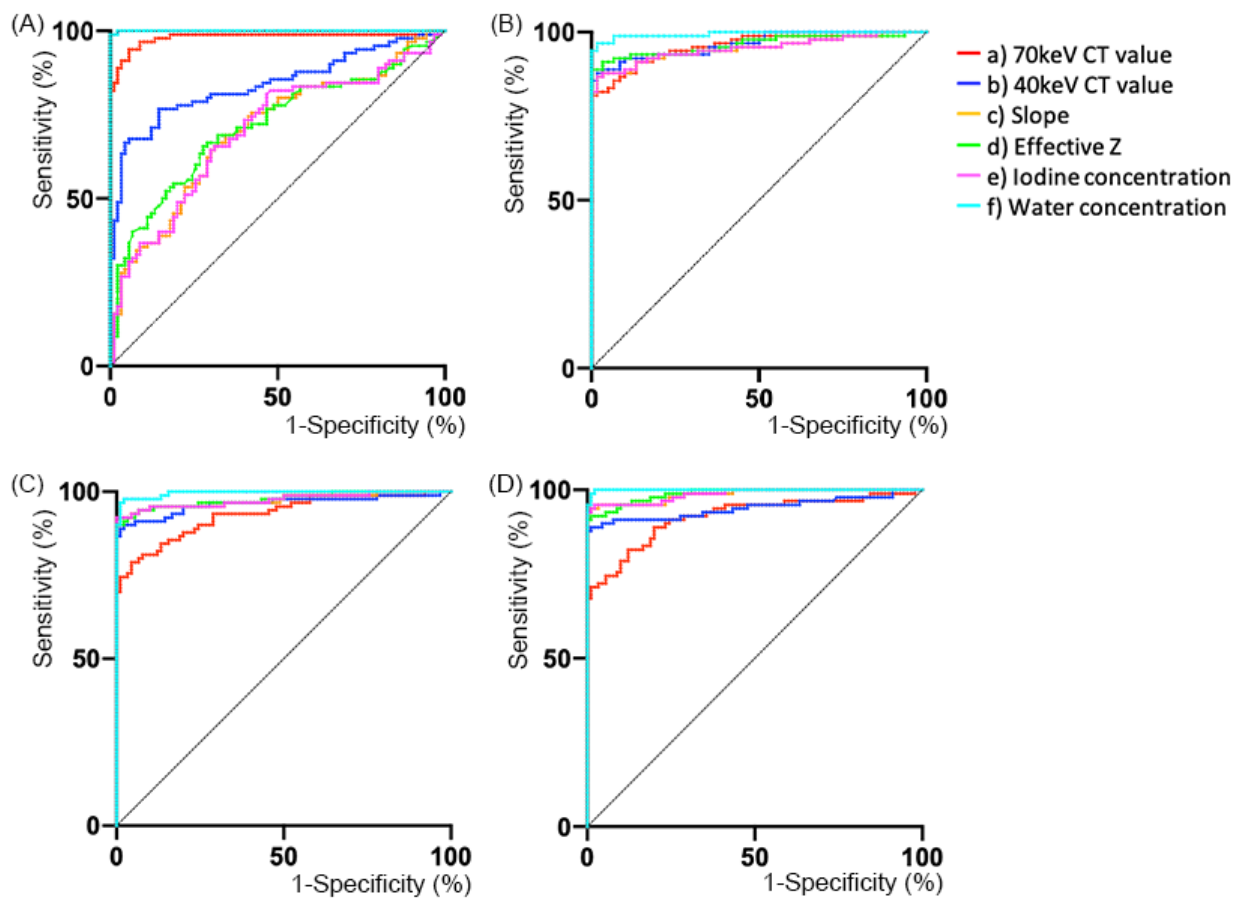 (A)
100
50
0
Sensitivity (%)
0
50
100
1-Specificity (%)
(B)
100
50
0
Sensitivity (%)
0
50
100
1-Specificity (%)
a) 70keV CT value
b) 40keV CT value
c) Slope
d) Effective Z
e) Iodine concentration
f) Water concentration
(C)
100
50
0
Sensitivity (%)
0
50
100
1-Specificity (%)
(D)
100
50
0
Sensitivity (%)
0
50
100
1-Specificity (%)